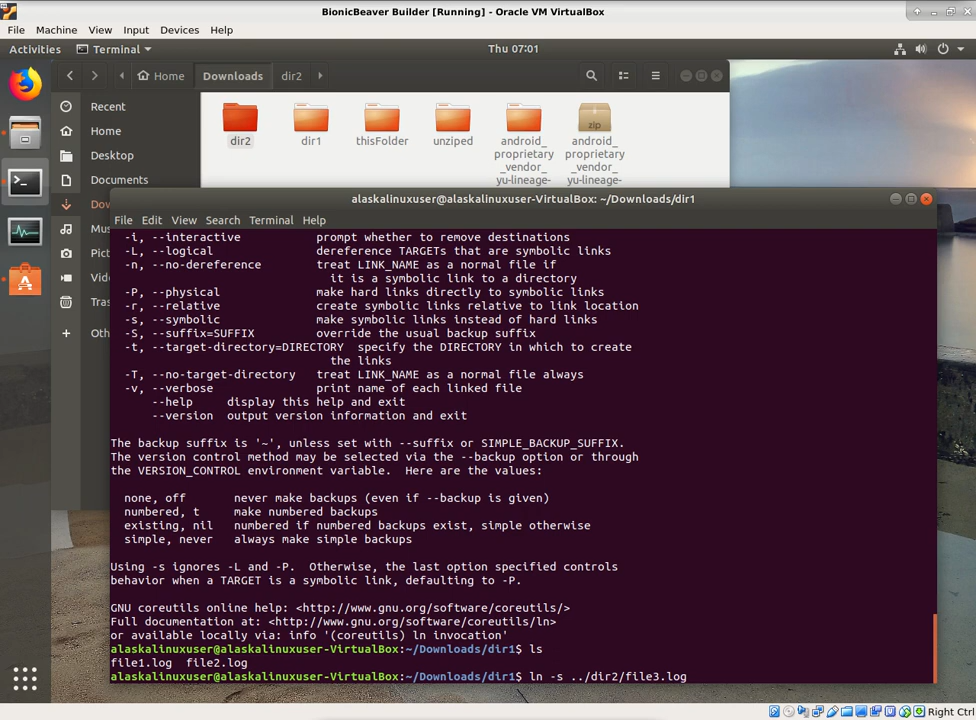 BionicBeaver Builder [Running] - Oracle VM VirtualBox
File Machine View Input Devices Help
Activities Terminal Thu 07:01
Home Downloads dir2
Recent
Home
Desktop
Documents
Dow
Mus
Pict
Vide
Tras
Oth
dir2 dir1 thisFolder unziped android_ zip android_
proprietary proprietary
_vendor_ _vendor_
yu-lineage- yu-lineage-
alaskalinuxuser@alaskalinuxuser-VirtualBox: ~/Downloads/dir1
File Edit View Search Terminal Help
-i, --interactive prompt whether to remove destinations
-L, --logical dereference TARGETs that are symbolic links
-n, --no-dereference treat LINK_NAME as a normal file if
it is a symbolic link to a directory
-P, --physical make hard links directly to symbolic links
-r, --relative create symbolic links relative to link location
-s, --symbolic make symbolic links instead of hard links
-S, --suffix=SUFFIX override the usual backup suffix
-t, --target-directory=DIRECTORY specify the DIRECTORY in which to create
the links
-T, --no-target-directory treat LINK_NAME as a normal file always
-v, --verbose print name of each linked file
--help display this help and exit
--version output version information and exit
The backup suffix is '~', unless set with --suffix or SIMPLE_BACKUP_SUFFIX.
The version control method may be selected via the --backup option or through
the VERSION_CONTROL environment variable. Here are the values:
none, off never make backups (even if --backup is given)
numbered, t make numbered backups
existing, nil numbered if numbered backups exist, simple otherwise
simple, never always make simple backups
Using -s ignores -L and -P. Otherwise, the last option specified controls
behavior when a TARGET is a symbolic link, defaulting to -P.
GNU coreutils online help: <http://www.gnu.org/software/coreutils/>
Full documentation at: <http://www.gnu.org/software/coreutils/ln>
or available locally via: info '(coreutils) ln invocation'
alaskalinuxuser@alaskalinuxuser-VirtualBox:~/Downloads/dir1$ ls
file1.log file2.log
alaskalinuxuser@alaskalinuxuser-VirtualBox:~/Downloads/dir1$ ln -s ../dir2/file3.log
Right Ctrl